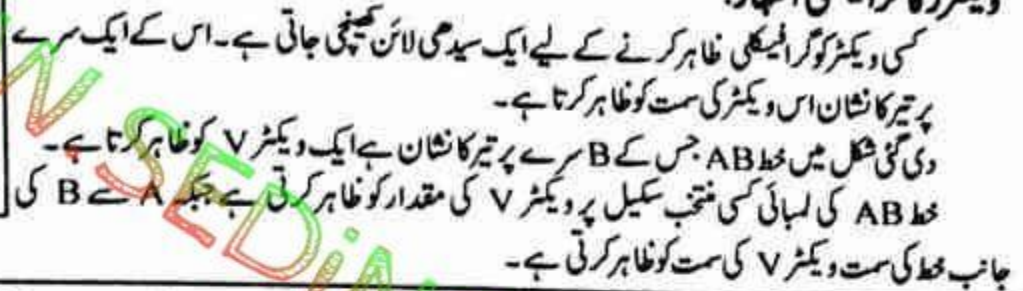 کسی ویکٹر کو گرافیکلی ظاہر کرنے کے لیے ایک سیدھی لائن کھینچی جاتی ہے۔ اس کے ایک سرے
پر تیر کا نشان اس ویکٹر کی سمت کو ظاہر کرتا ہے۔
دی گئی شکل میں خط AB جس کے B سرے پر تیر کا نشان ہے ایک ویکٹر V کو ظاہر کرتا ہے۔
خط AB کی لمبائی کسی منتخب سکیل پر ویکٹر V کی مقدار کو ظاہر کرتی ہے جبکہ A سے B کی
جانب خط کی سمت ویکٹر V کی سمت کو ظاہر کرتی ہے۔